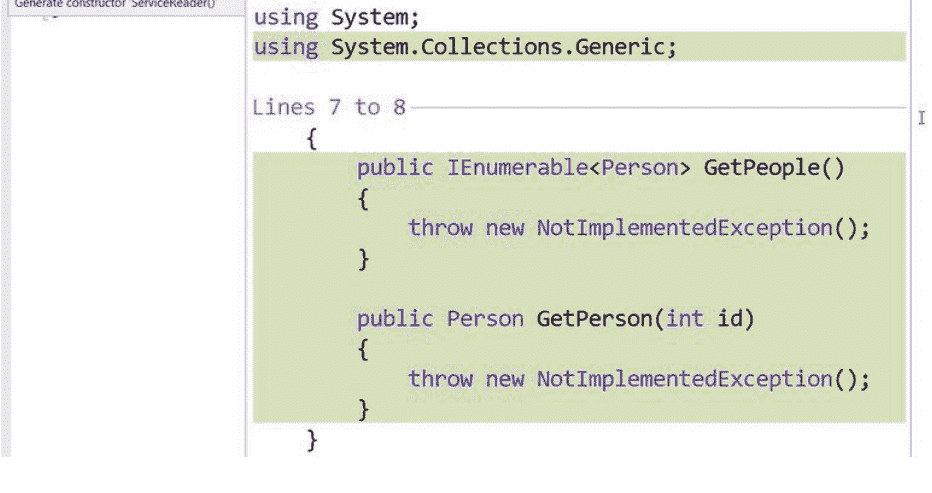 Generate constructor 'ServiceReader()'
using System;
using System.Collections.Generic;
Lines 7 to 8
{
public IEnumerable<Person> GetPeople()
{
throw new NotImplementedException();
}
public Person GetPerson(int id)
{
throw new NotImplementedException();
}
}